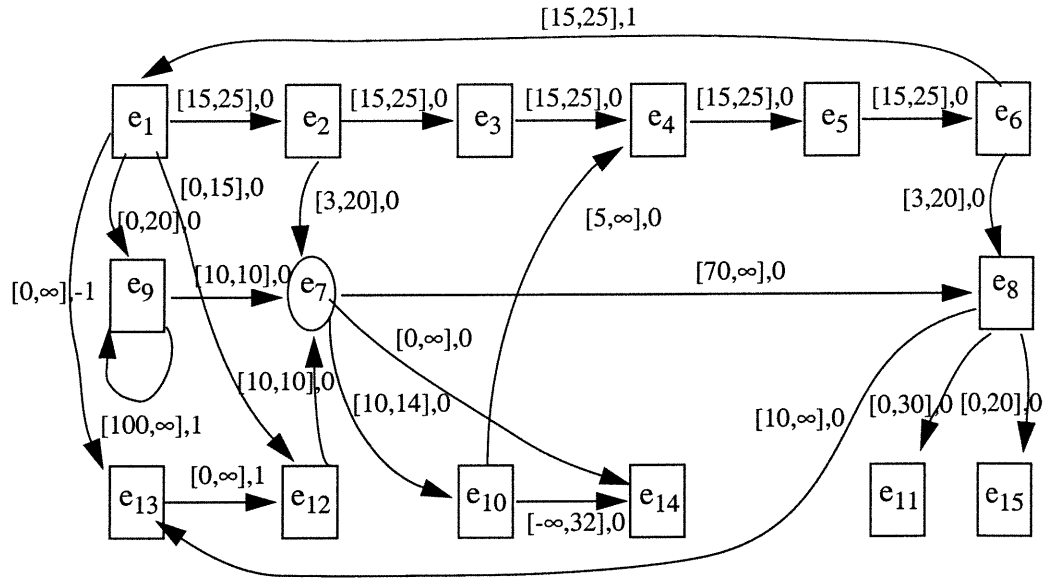 [15,25],1
[15,25],0 [15,25],0 [15,25],0 [15,25],0 [15,25],0
e1 e2 e3 e4 e5 e6
[0,15],0
[3,20],0 [5,∞],0 [3,20],0
[0,20],0
[10,10],0 [70,∞],0
[0,∞],-1 e9 e7 e8
[0,∞],0
[10,10],0
[10,14],0 [10,∞],0 [0,30],0 [0,20],0
[100,∞],1
[0,∞],1
e13 e12 e10 e14 e11 e15
[-∞,32],0